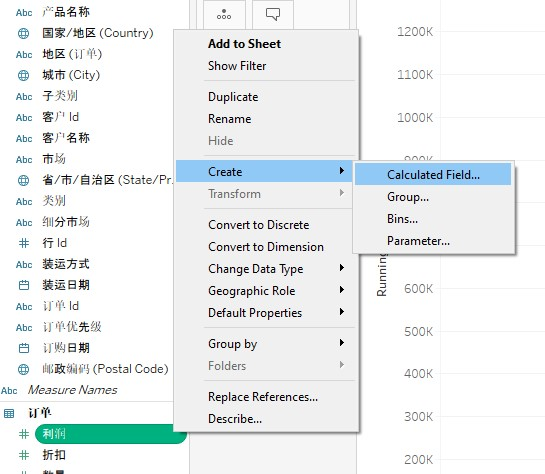 Abc 产品名称
国家/地区 (Country)
Abc 地区 (订单)
城市 (City)
Abc 子类别
Abc 客户 Id
Abc 客户名称
Abc 市场
省/市/自治区 (State/Pr.
Abc 类别
Abc 细分市场
# 行 Id
Abc 装运方式
装运日期
Abc 订单 Id
Abc 订单优先级
订购日期
邮政编码 (Postal Code)
Abc Measure Names
订单
# 利润
# 折扣
Add to Sheet
Show Filter
Duplicate
Rename
Hide
Create
Transform
Convert to Discrete
Convert to Dimension
Change Data Type
Geographic Role
Default Properties
Group by
Folders
Replace References...
Describe...
Calculated Field...
Group...
Bins...
Parameter...
1200K
1100K
1000K
900K
Running
600K
500K
400K
300K
200K